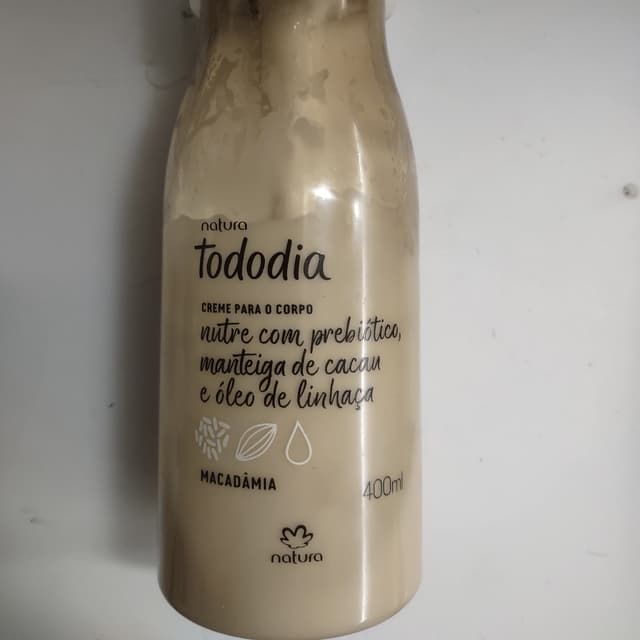 natura
tododia
CREME PARA O CORPO
nutre com prebiótico,
manteiga de cacau
e óleo de linhaça
MACADÂMIA
400ml
natura